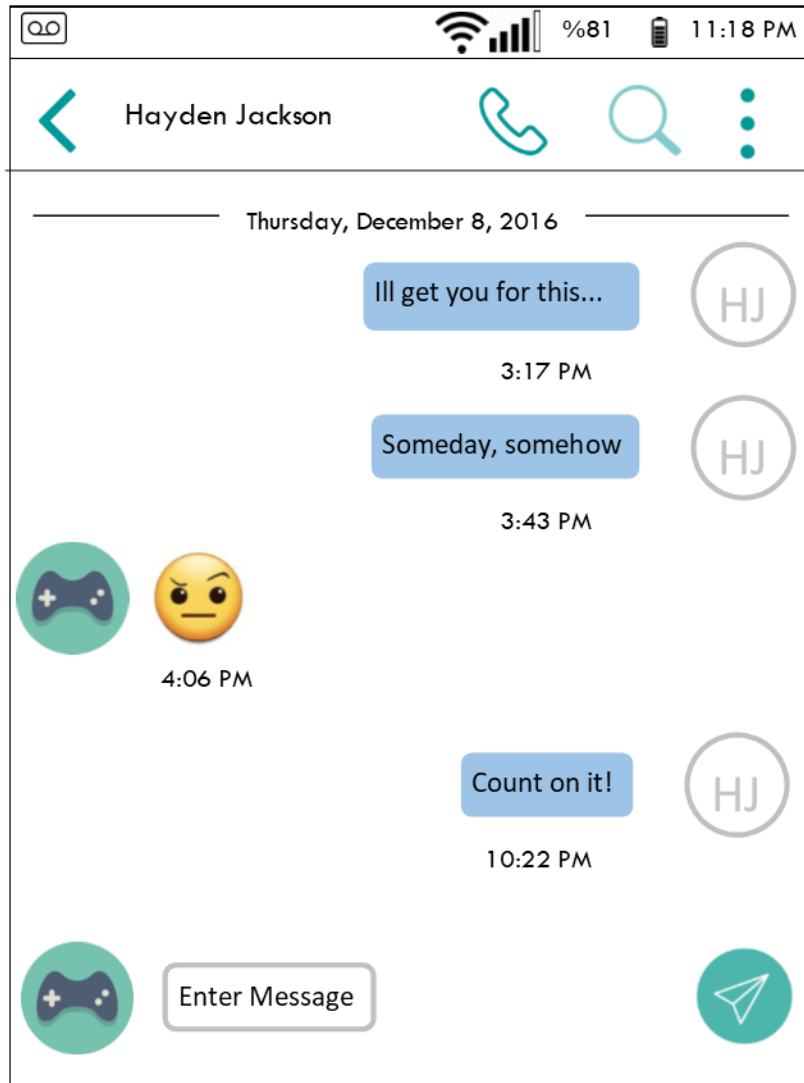 %81 11:18 PM
Hayden Jackson
Thursday, December 8, 2016
Ill get you for this...
HJ
3:17 PM
Someday, somehow
HJ
3:43 PM
4:06 PM
Count on it!
HJ
10:22 PM
Enter Message